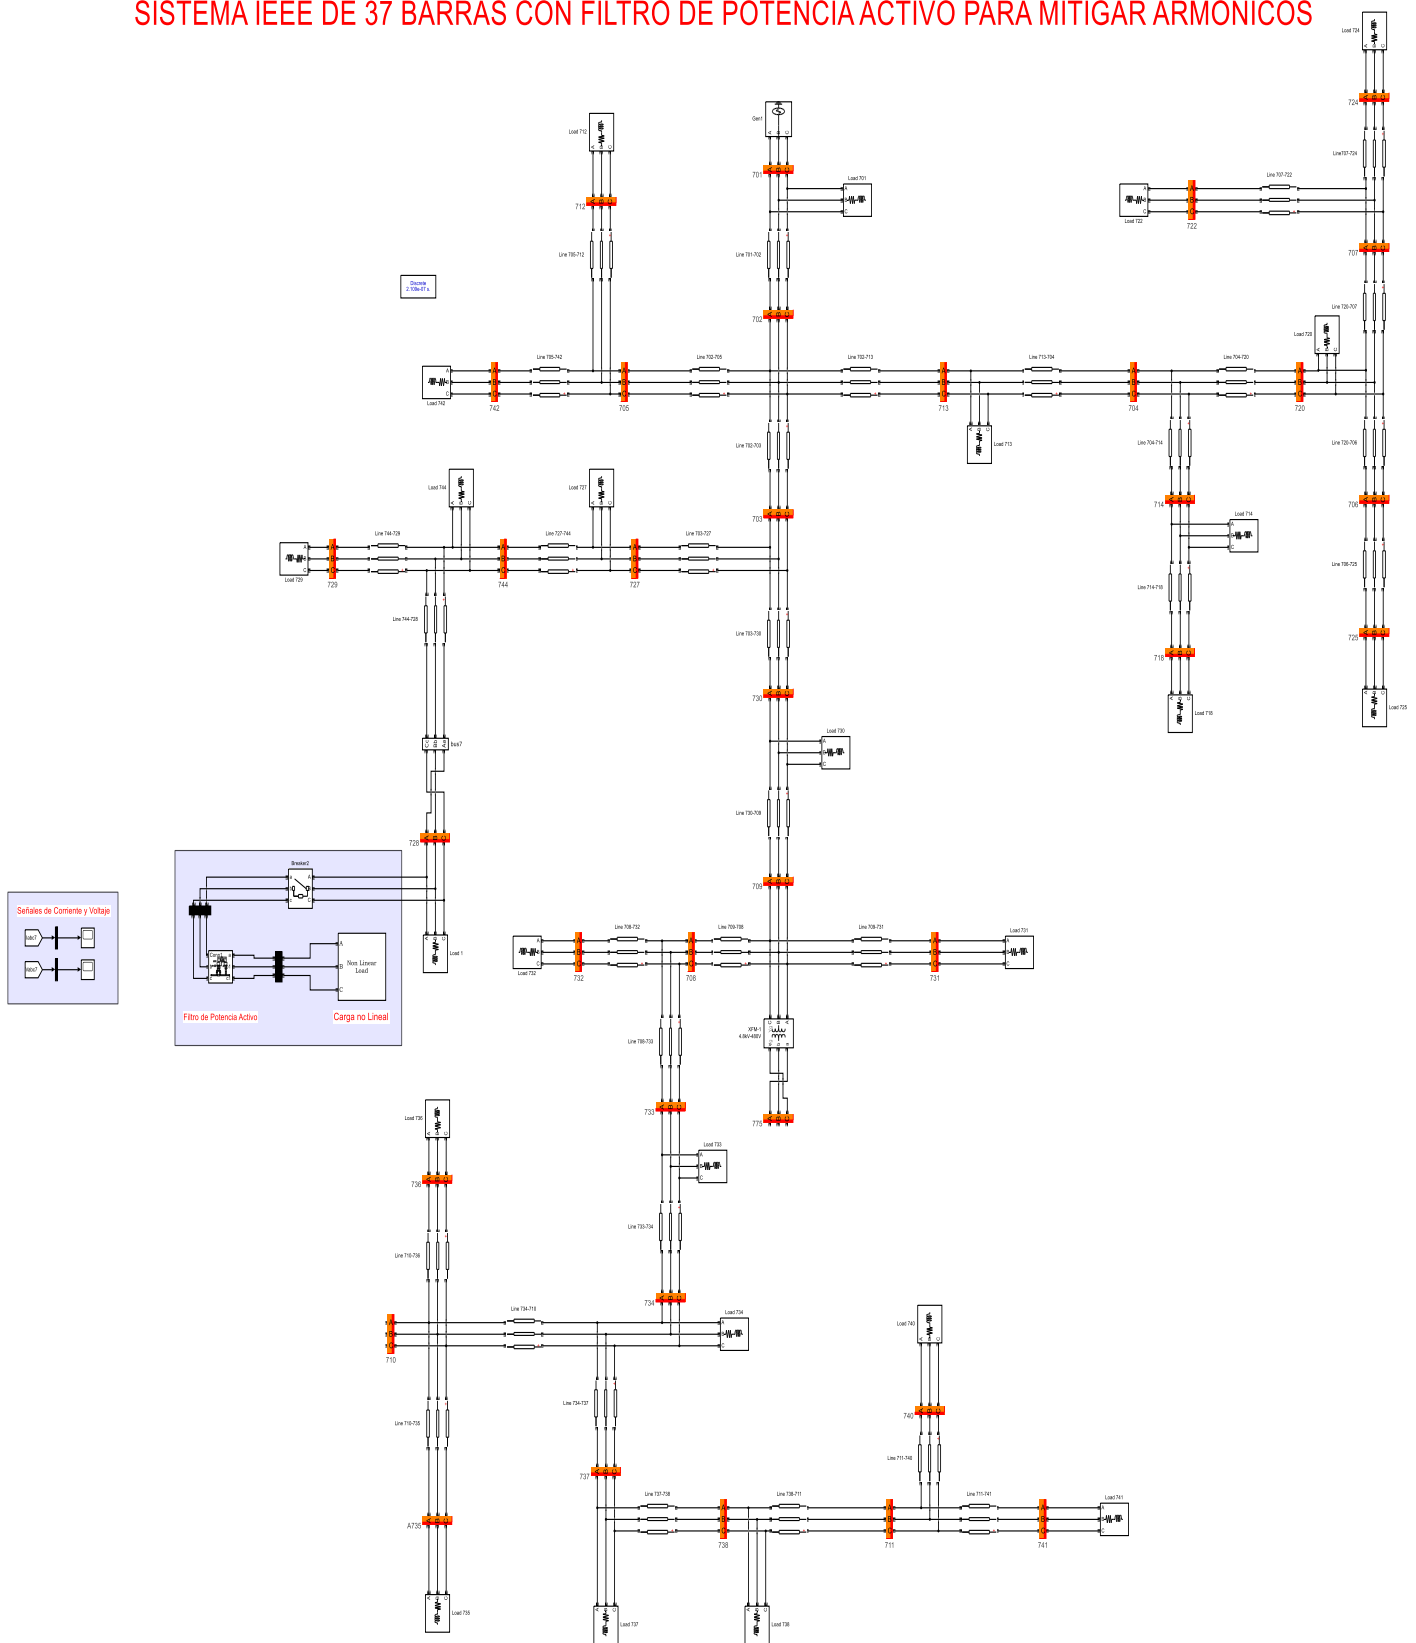 SISTEMA IEEE DE 37 BARRAS CON FILTRO DE POTENCIA ACTIVO PARA MITIGAR ARMONICOS
Load 724
724
Line707-724
Gen1
Load 712
701
Load 701
712
Line 707-722
Load 722
722
707
Line 705-712
Line 701-702
Discrete
2.109e-07 s.
702
Line 720-707
Load 720
Line 705-742
Line 702-705
Line 702-713
Line 713-704
Line 704-720
Load 742
742
705
713
704
720
Line 702-703
Load 713
Line 704-714
Line 720-706
Load 744
Load 727
714
706
703
Load 714
Line 744-729
Line 727-744
Line 703-727
Load 729
729
744
727
Line 714-718
Line 706-725
Line 744-728
Line 703-730
725
718
730
Load 725
Load 718
Load 730
bus7
Line 730-709
728
Breaker2
709
Señales de Corriente y Voltaje
Iabc7
Vabc7
Load 1
Non Linear
Load
Filtro de Potencia Activo
Carga no Lineal
Line 708-732
Line 709-708
Line 709-731
Load 731
Load 732
732
708
731
Line 708-733
XFM-1
4.8kV-480V
733
775
Load 736
Load 733
736
Line 733-734
Line 710-736
734
Line 734-710
Load 734
Load 740
710
Line 734-737
Line 710-735
740
Line 711-740
737
Line 737-738
Line 738-711
Line 711-741
Load 741
A735
738
711
741
Load 735
Load 737
Load 738